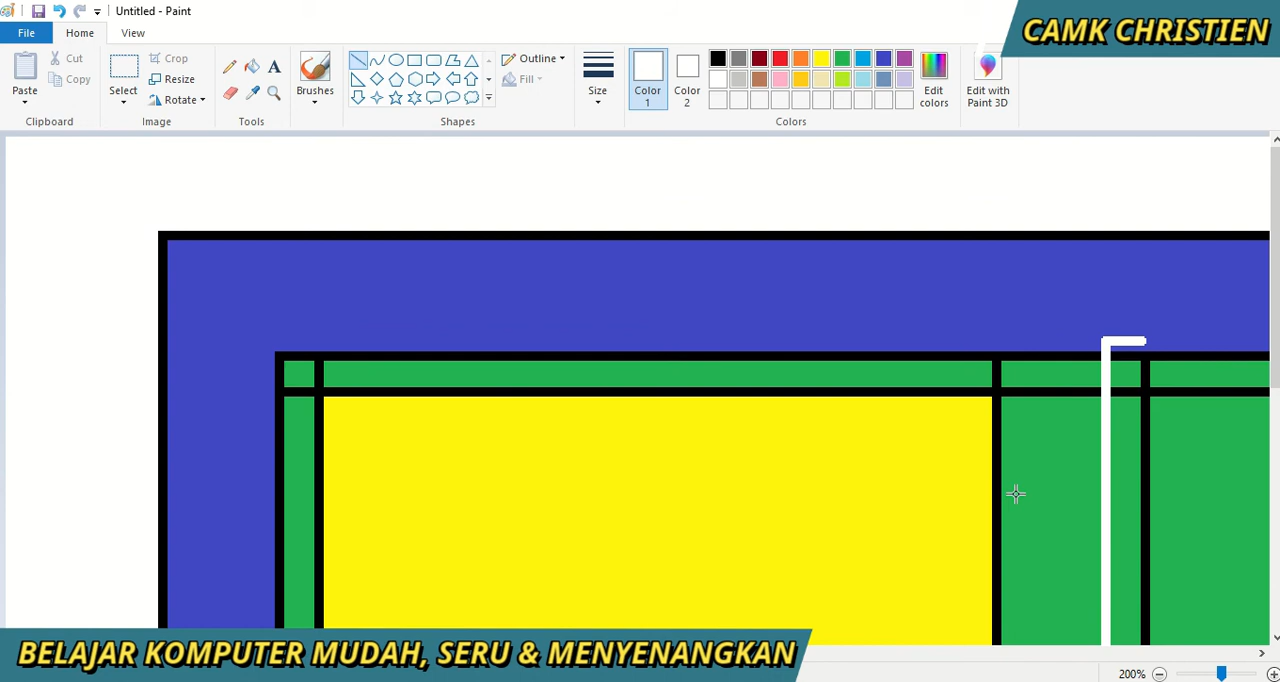 Untitled - Paint
CAMK CHRISTIEN
File
Home
View
Paste
Cut
Copy
Clipboard
Select
Crop
Resize
Rotate
Image
A
Tools
Brushes
Outline
Fill
Shapes
Size
Color
1
Color
2
Edit
colors
Colors
Edit with
Paint 3D
BELAJAR KOMPUTER MUDAH, SERU & MENYENANGKAN
200%